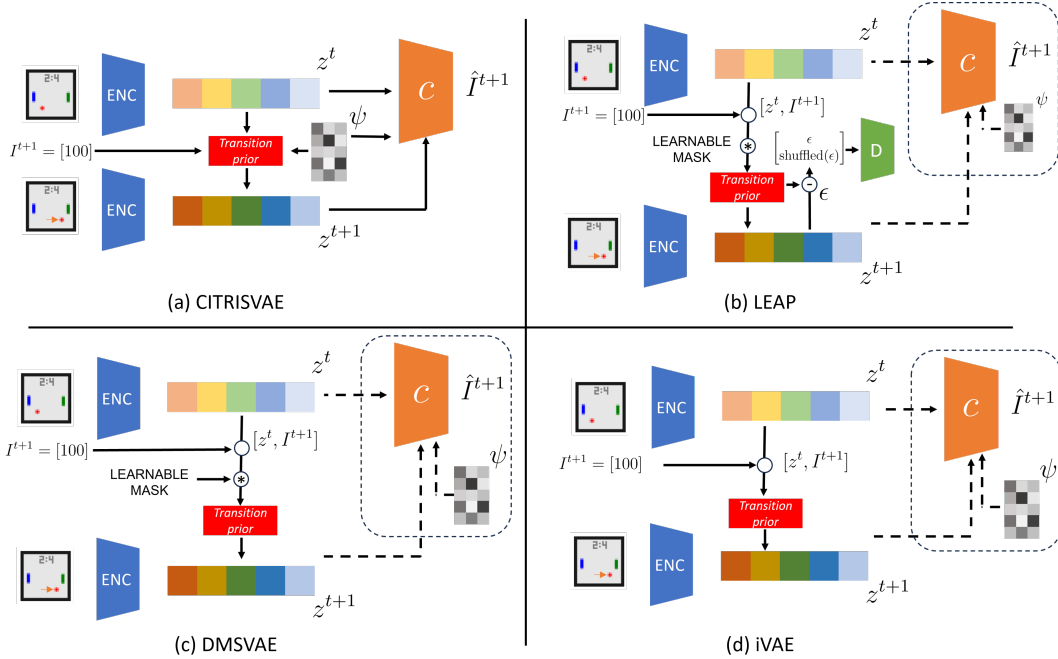 ENC
2:4
z^t
c
Î^{t+1}
I^{t+1} = [100]
Transition
prior
ψ
ENC
2:4
z^{t+1}
(a) CITRISVAE
ENC
2:4
z^t
c
Î^{t+1}
I^{t+1} = [100]
[z^t, I^{t+1}]
ψ
LEARNABLE
MASK
*
[ϵ
shuffled(ϵ)]
D
Transition
prior
-
ϵ
ENC
2:4
z^{t+1}
(b) LEAP
ENC
2:4
z^t
c
Î^{t+1}
I^{t+1} = [100]
[z^t, I^{t+1}]
LEARNABLE
MASK
*
ψ
Transition
prior
ENC
2:4
z^{t+1}
(c) DMSVAE
ENC
2:4
z^t
c
Î^{t+1}
I^{t+1} = [100]
[z^t, I^{t+1}]
ψ
Transition
prior
ENC
2:4
z^{t+1}
(d) iVAE